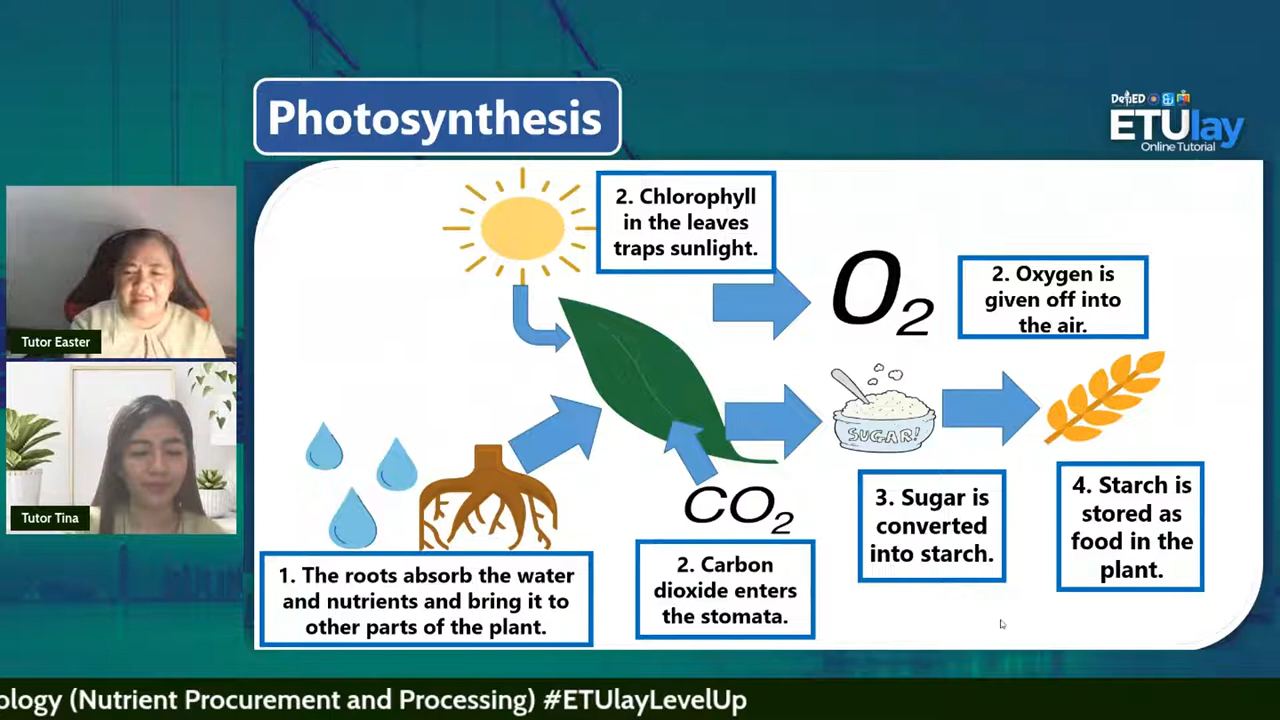 Photosynthesis
DepED
ETUlay
Online Tutorial
2. Chlorophyll
in the leaves
traps sunlight.
O2
2. Oxygen is
given off into
the air.
Tutor Easter
SUGAR!
Tutor Tina
CO2
1. The roots absorb the water
and nutrients and bring it to
other parts of the plant.
2. Carbon
dioxide enters
the stomata.
3. Sugar is
converted
into starch.
4. Starch is
stored as
food in the
plant.
ology (Nutrient Procurement and Processing) #ETUlayLevelUp